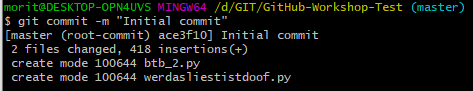 morit@DESKTOP-OPN4UVS MINGW64 /d/GIT/GitHub-Workshop-Test (master)
$ git commit -m "Initial commit"
[master (root-commit) ace3f10] Initial commit
 2 files changed, 418 insertions(+)
 create mode 100644 btb_2.py
 create mode 100644 werdasliestistdoof.py